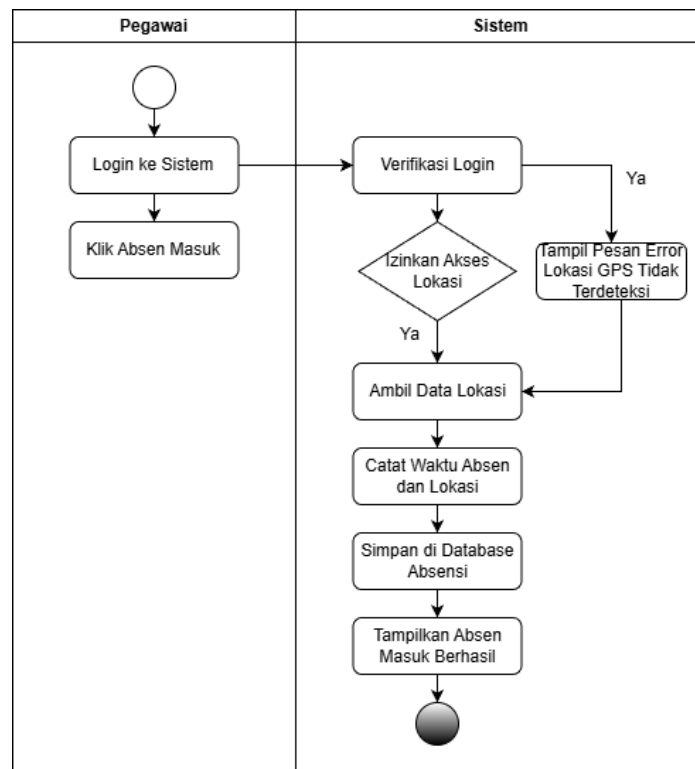 Pegawai
Sistem
Login ke Sistem
Verifikasi Login
Ya
Klik Absen Masuk
Izinkan Akses
Lokasi
Tampil Pesan Error
Lokasi GPS Tidak
Terdeteksi
Ya
Ambil Data Lokasi
Catat Waktu Absen
dan Lokasi
Simpan di Database
Absensi
Tampilkan Absen
Masuk Berhasil